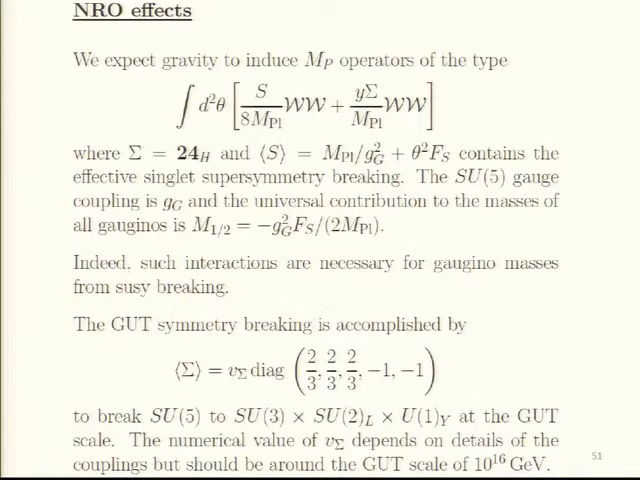 NRO effects
We expect gravity to induce M_P operators of the type
∫ d²θ [ S/(8M_Pl) 𝒲𝒲 + yΣ/M_Pl 𝒲𝒲 ]
where Σ = 24_H and ⟨S⟩ = M_Pl/g_G² + θ²F_S contains the
effective singlet supersymmetry breaking. The SU(5) gauge
coupling is g_G and the universal contribution to the masses of
all gauginos is M_{1/2} = −g_G²F_S/(2M_Pl).
Indeed, such interactions are necessary for gaugino masses
from susy breaking.
The GUT symmetry breaking is accomplished by
⟨Σ⟩ = v_Σ diag (2/3, 2/3, 2/3, −1, −1)
to break SU(5) to SU(3) × SU(2)_L × U(1)_Y at the GUT
scale. The numerical value of v_Σ depends on details of the
couplings but should be around the GUT scale of 10¹⁶ GeV.
51